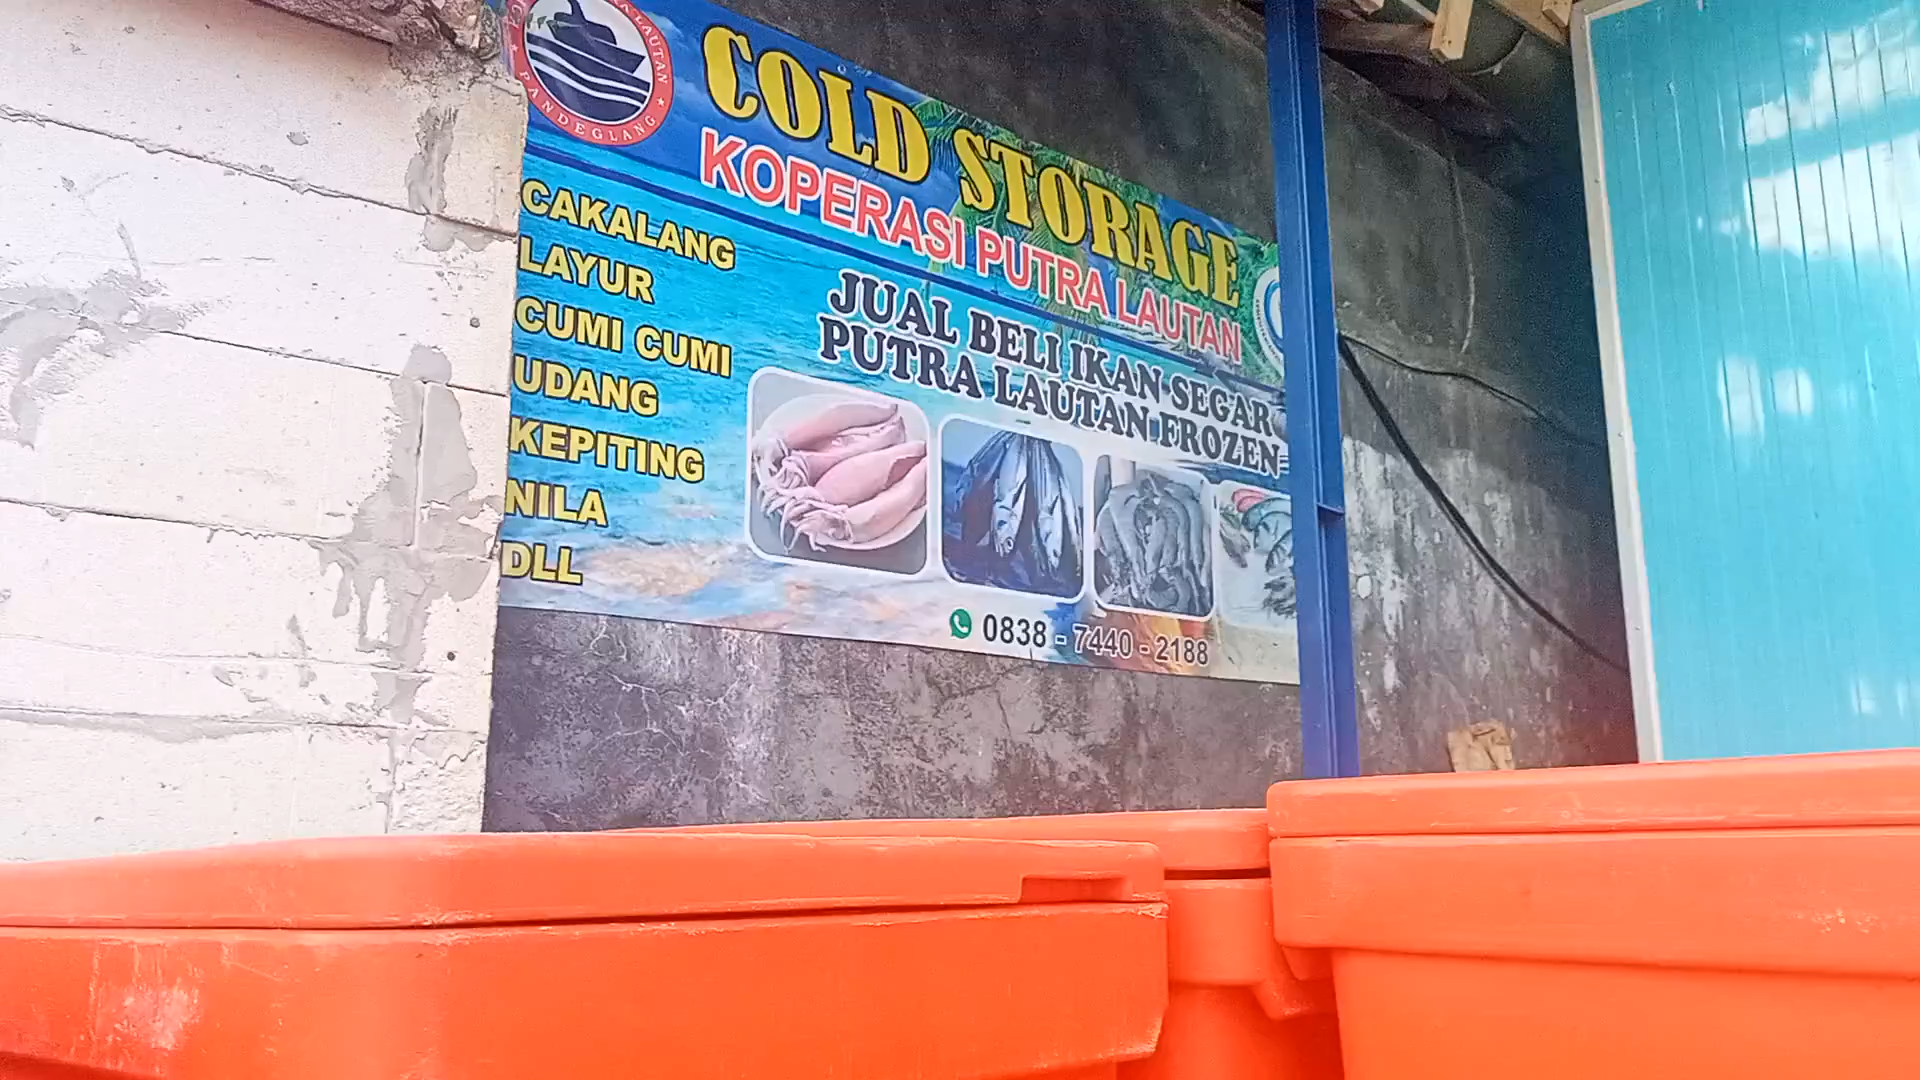 LAUTAN
PANDEGLANG
COLD STORAGE
KOPERASI PUTRA LAUTAN
JUAL BELI IKAN SEGAR
PUTRA LAUTAN FROZEN
CAKALANG
LAYUR
CUMI CUMI
UDANG
KEPITING
NILA
DLL
0838 - 7440 - 2188